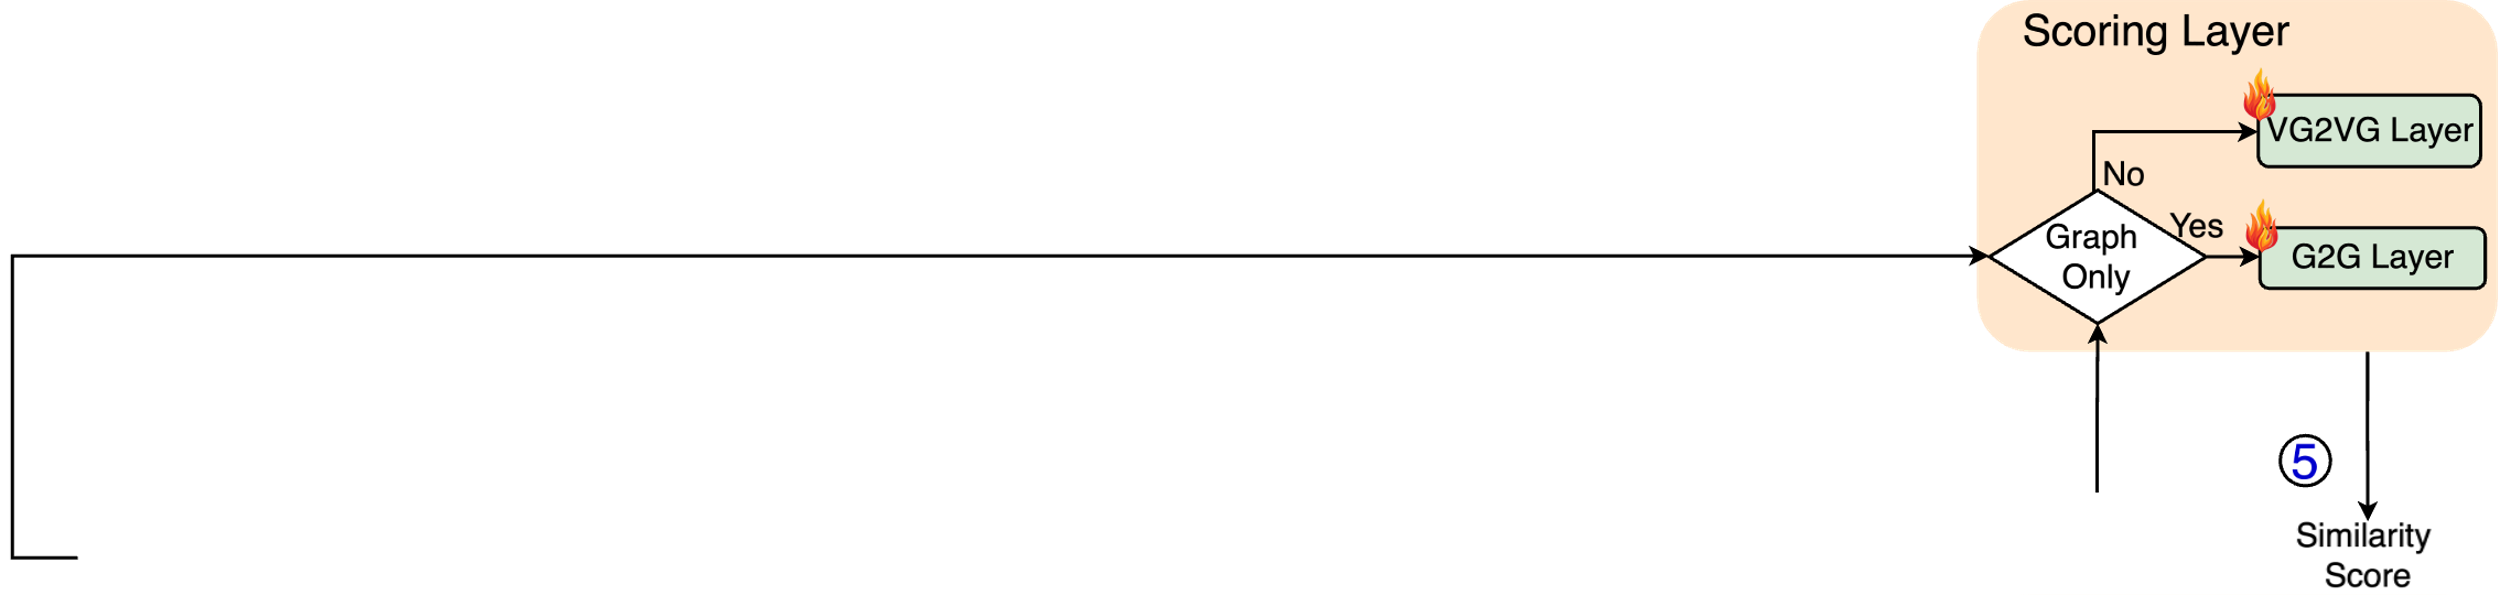 Scoring Layer
VG2VG Layer
No
Yes
Graph
Only
G2G Layer
5
Similarity
Score